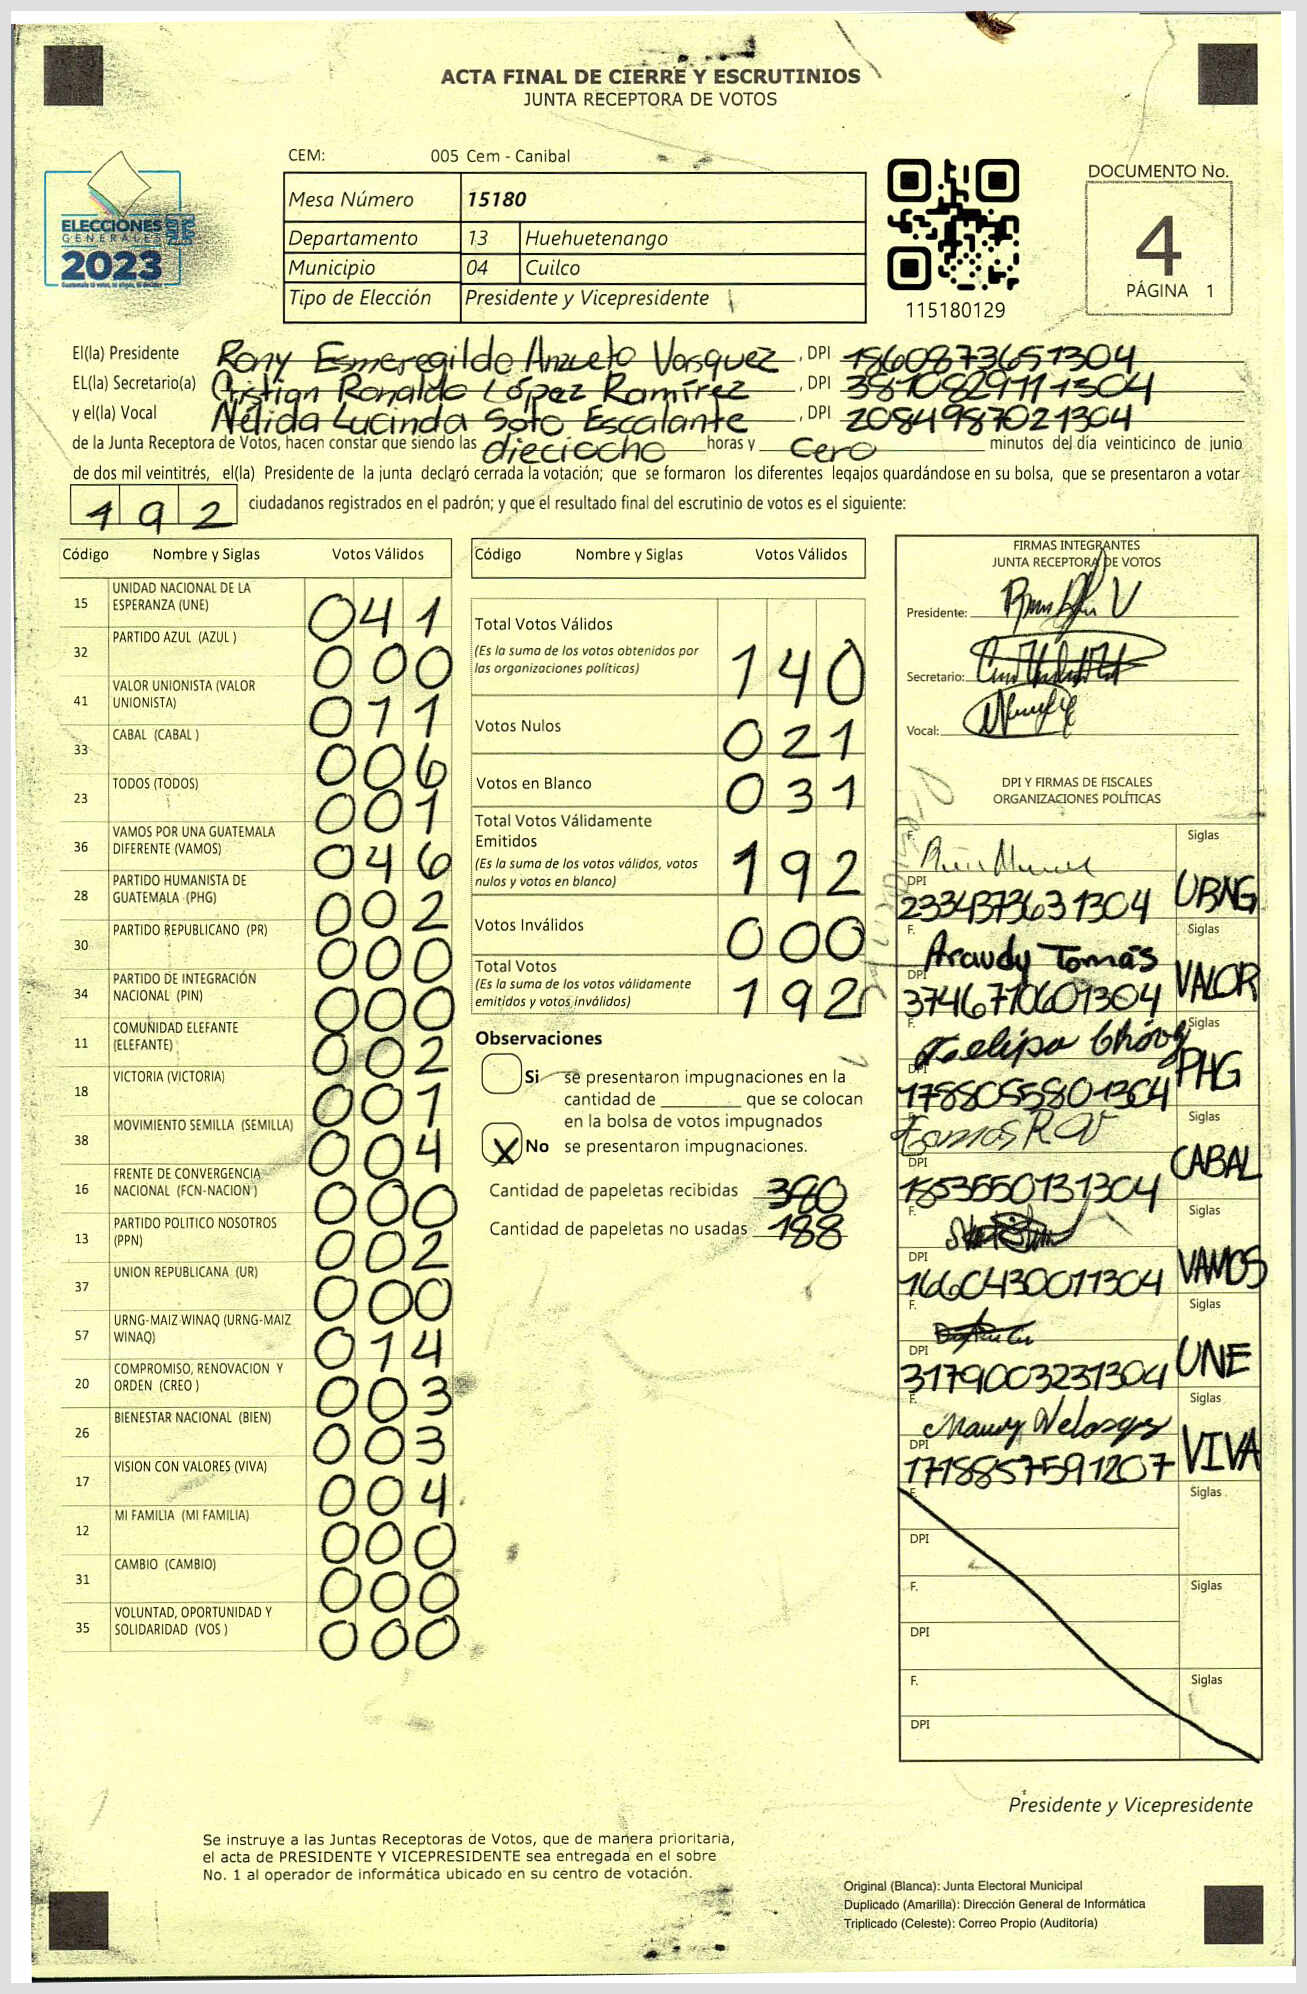 ACTA FINAL DE CIERRE Y ESCRUTINIOS
JUNTA RECEPTORA DE VOTOS
CEM: 005 Cem - Canibal
ELECCIONES
GENERALES
2023
Mesa Número 15180
Departamento 13 Huehuetenango
Municipio 04 Cuilco
Tipo de Elección Presidente y Vicepresidente
115180129
DOCUMENTO No.
4
PÁGINA 1
El(la) Presidente Rony Esmeregildo Anzueto Vasquez, DPI 1860873651304
EL(la) Secretario(a) Cristian Ronaldo López Ramírez, DPI 3810829111304
y el(la) Vocal Nélida Lucinda Soto Escalante, DPI 2084987021304
de la Junta Receptora de Votos, hacen constar que siendo las dieciocho horas y cero minutos del día veinticinco de junio
de dos mil veintitrés, el(la) Presidente de la junta declaró cerrada la votación; que se formaron los diferentes legajos guardándose en su bolsa, que se presentaron a votar
192 ciudadanos registrados en el padrón; y que el resultado final del escrutinio de votos es el siguiente:
Código Nombre y Siglas Votos Válidos
15 UNIDAD NACIONAL DE LA ESPERANZA (UNE) 041
32 PARTIDO AZUL (AZUL ) 000
41 VALOR UNIONISTA (VALOR UNIONISTA) 011
33 CABAL (CABAL ) 006
23 TODOS (TODOS) 001
36 VAMOS POR UNA GUATEMALA DIFERENTE (VAMOS) 046
28 PARTIDO HUMANISTA DE GUATEMALA (PHG) 002
30 PARTIDO REPUBLICANO (PR) 000
34 PARTIDO DE INTEGRACIÓN NACIONAL (PIN) 000
11 COMUNIDAD ELEFANTE (ELEFANTE) 002
18 VICTORIA (VICTORIA) 001
38 MOVIMIENTO SEMILLA (SEMILLA) 004
16 FRENTE DE CONVERGENCIA NACIONAL (FCN-NACION ) 000
13 PARTIDO POLITICO NOSOTROS (PPN) 002
37 UNION REPUBLICANA (UR) 000
57 URNG-MAIZ WINAQ (URNG-MAIZ WINAQ) 014
20 COMPROMISO, RENOVACION Y ORDEN (CREO ) 003
26 BIENESTAR NACIONAL (BIEN) 003
17 VISION CON VALORES (VIVA) 004
12 MI FAMILIA (MI FAMILIA) 000
31 CAMBIO (CAMBIO) 000
35 VOLUNTAD, OPORTUNIDAD Y SOLIDARIDAD (VOS ) 000
Código Nombre y Siglas Votos Válidos
Total Votos Válidos 140
(Es la suma de los votos obtenidos por
las organizaciones políticas)
Votos Nulos 021
Votos en Blanco 031
Total Votos Válidamente
Emitidos 192
(Es la suma de los votos válidos, votos
nulos y votos en blanco)
Votos Inválidos 000
Total Votos 192
(Es la suma de los votos válidamente
emitidos y votos inválidos)
Observaciones
Si se presentaron impugnaciones en la
cantidad de ________ que se colocan
en la bolsa de votos impugnados
X No se presentaron impugnaciones.
Cantidad de papeletas recibidas 380
Cantidad de papeletas no usadas 188
FIRMAS INTEGRANTES
JUNTA RECEPTORA DE VOTOS
Presidente:
Secretario:
Vocal:
DPI Y FIRMAS DE FISCALES
ORGANIZACIONES POLÍTICAS
F. Siglas
DPI 2334373631304 URNG
F. Araudy Tomás Siglas
DPI 3746710601304 VALOR
F. Siglas
DPI 1788055801304 PHG
F. Siglas
DPI 1853550131304 CABAL
F. Siglas
DPI 1660430011304 VAMOS
F. Siglas
DPI 3179003231304 UNE
F. Siglas
DPI 1718857591207 VIVA
F. Siglas
DPI
F. Siglas
DPI
F. Siglas
DPI
Presidente y Vicepresidente
Se instruye a las Juntas Receptoras de Votos, que de manera prioritaria,
el acta de PRESIDENTE Y VICEPRESIDENTE sea entregada en el sobre
No. 1 al operador de informática ubicado en su centro de votación.
Original (Blanca): Junta Electoral Municipal
Duplicado (Amarilla): Dirección General de Informática
Triplicado (Celeste): Correo Propio (Auditoría)